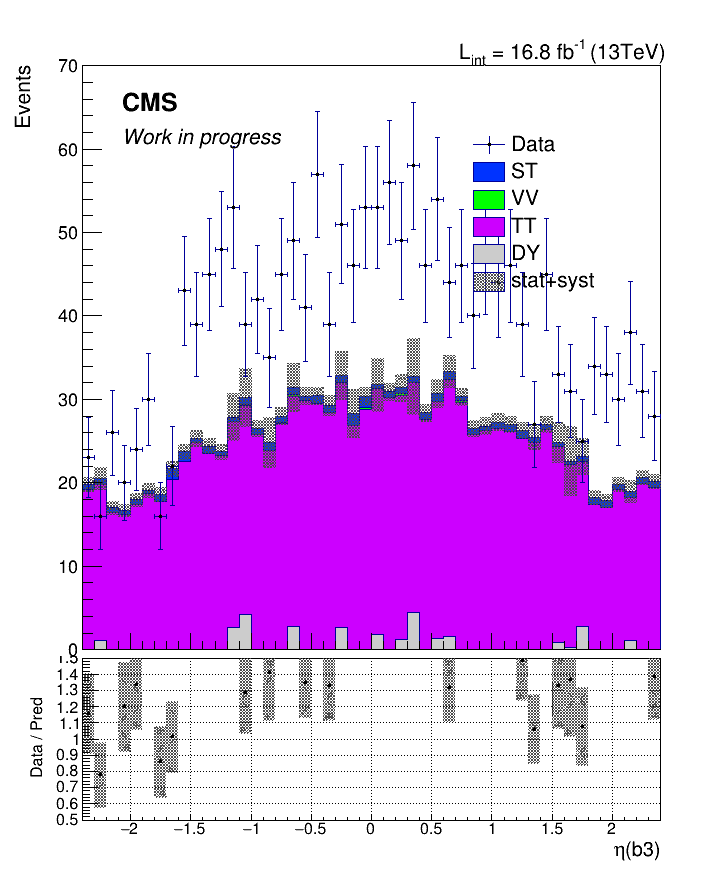 L_int = 16.8 fb^-1 (13TeV)
Events
70
60
50
40
30
20
10
0
CMS
Work in progress
Data
ST
VV
TT
DY
stat+syst
Data / Pred
1.5
1.4
1.3
1.2
1.1
1
0.9
0.8
0.7
0.6
0.5
−2 −1.5 −1 −0.5 0 0.5 1 1.5 2
η(b3)